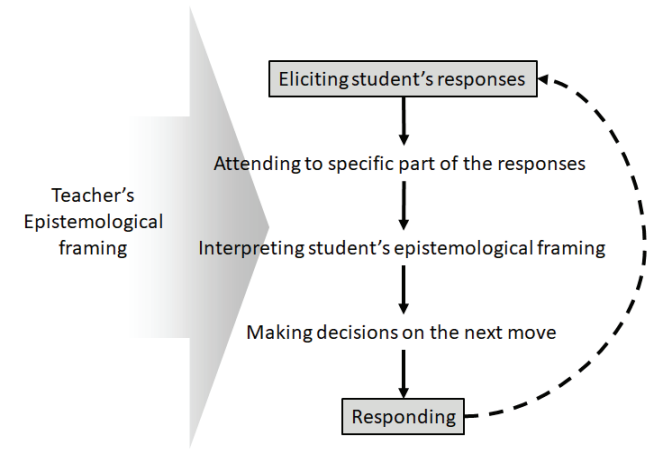 Teacher's
Epistemological
framing
Eliciting student's responses
Attending to specific part of the responses
Interpreting student's epistemological framing
Making decisions on the next move
Responding